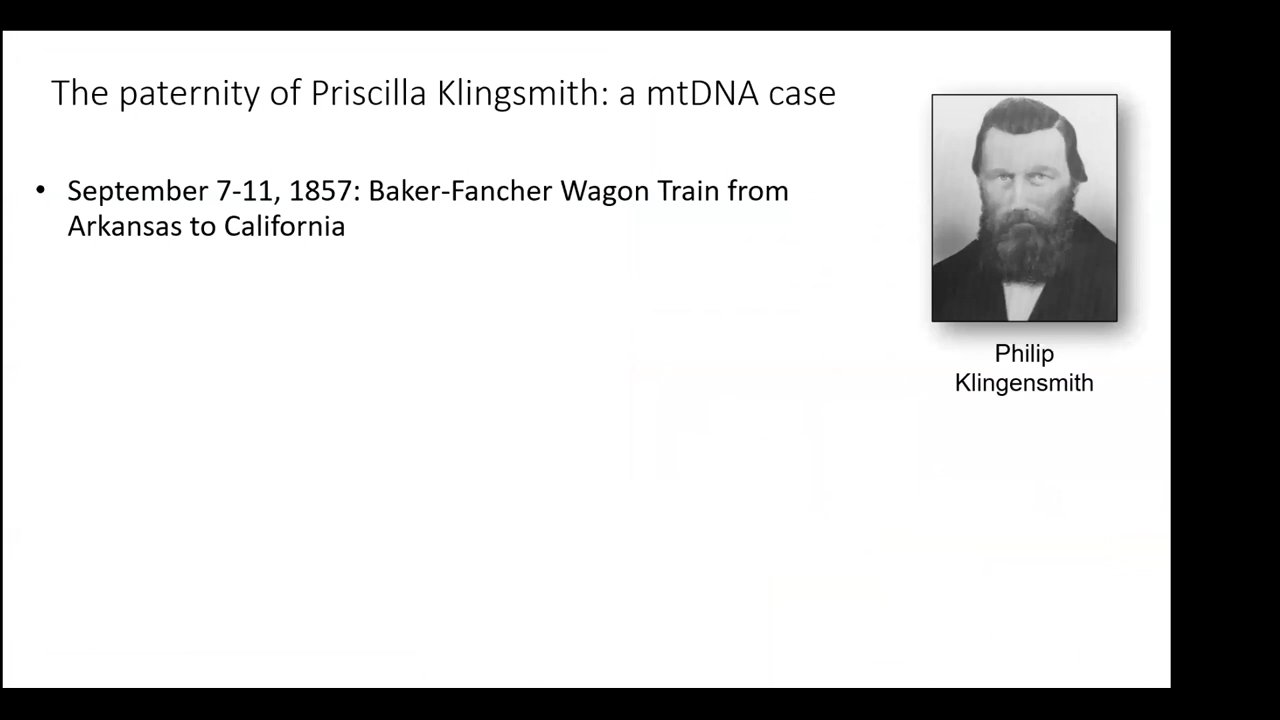 The paternity of Priscilla Klingsmith: a mtDNA case
• September 7-11, 1857: Baker-Fancher Wagon Train from
Arkansas to California
Philip
Klingensmith